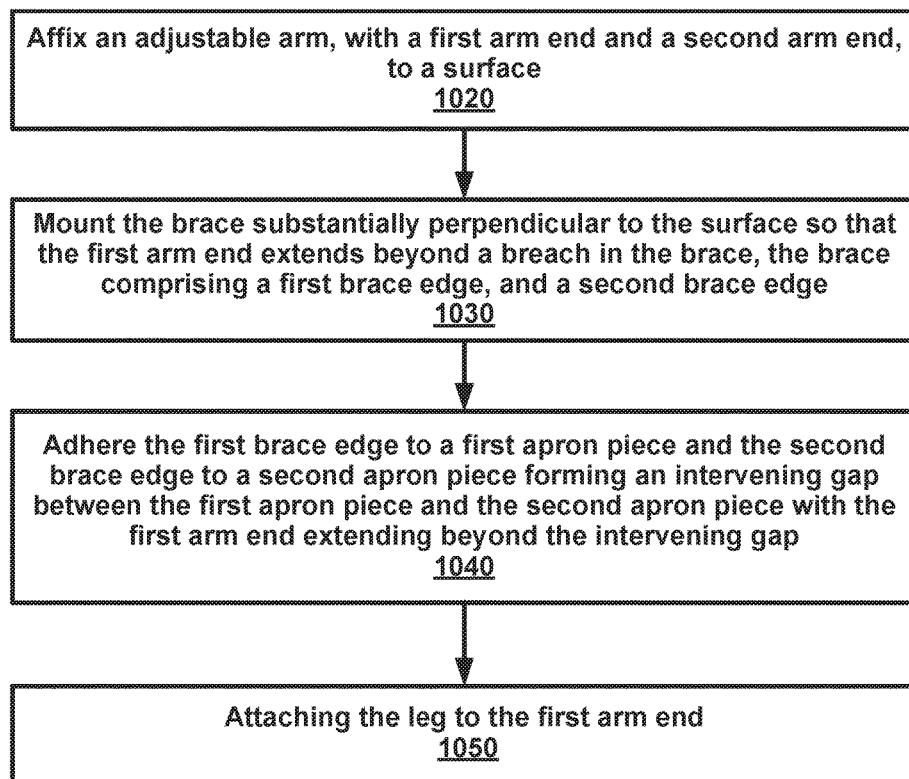 Affix an adjustable arm, with a first arm end and a second arm end,
to a surface
1020
Mount the brace substantially perpendicular to the surface so that
the first arm end extends beyond a breach in the brace, the brace
comprising a first brace edge, and a second brace edge
1030
Adhere the first brace edge to a first apron piece and the second
brace edge to a second apron piece forming an intervening gap
between the first apron piece and the second apron piece with the
first arm end extending beyond the intervening gap
1040
Attaching the leg to the first arm end
1050